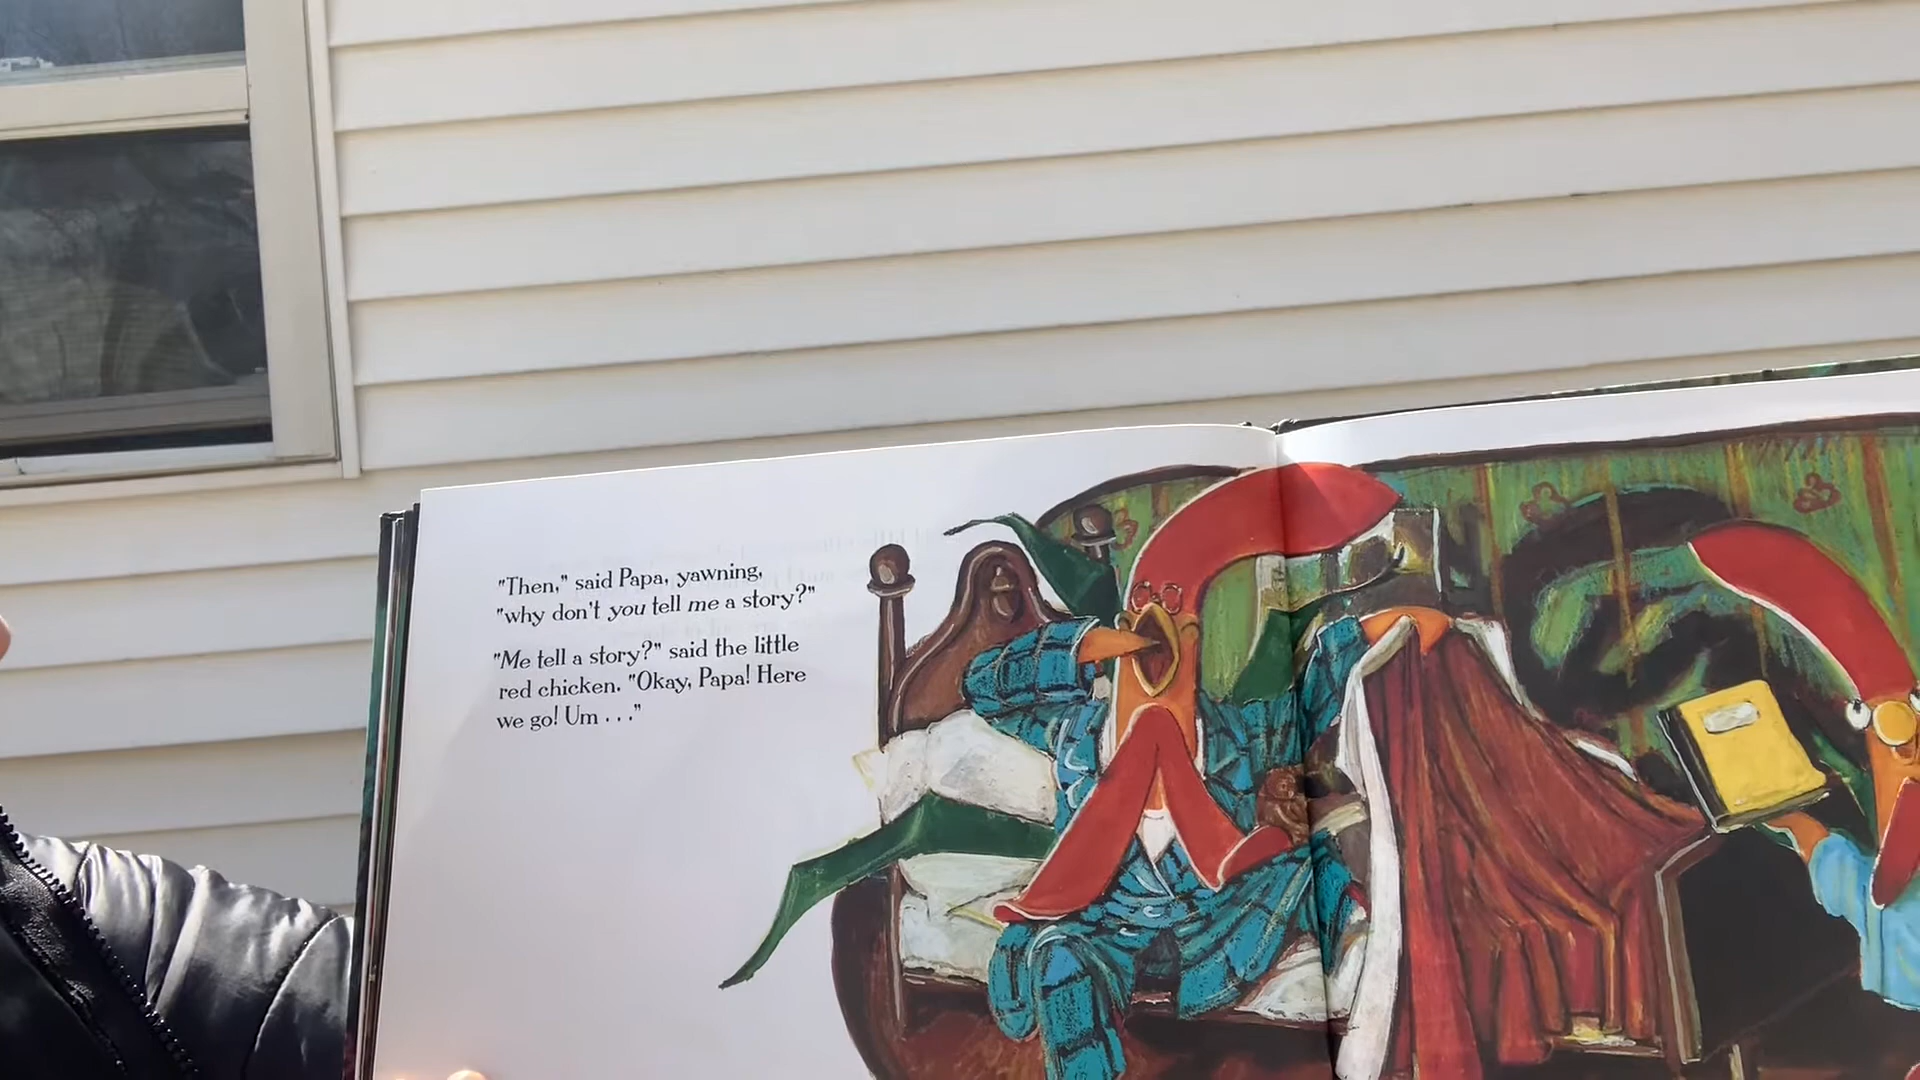 "Then," said Papa, yawning,
"why don't you tell me a story?"
"Me tell a story?" said the little
red chicken. "Okay, Papa! Here
we go! Um . . ."